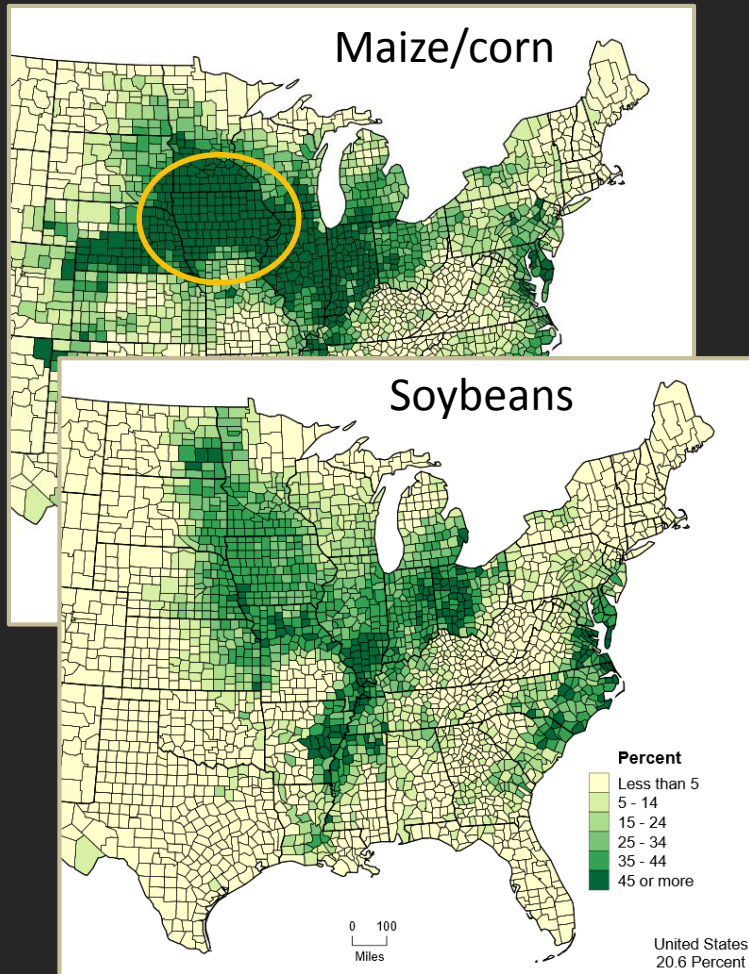 Maize/corn
Soybeans
Percent
Less than 5
5 - 14
15 - 24
25 - 34
35 - 44
45 or more
0 100
Miles
United States
20.6 Percent